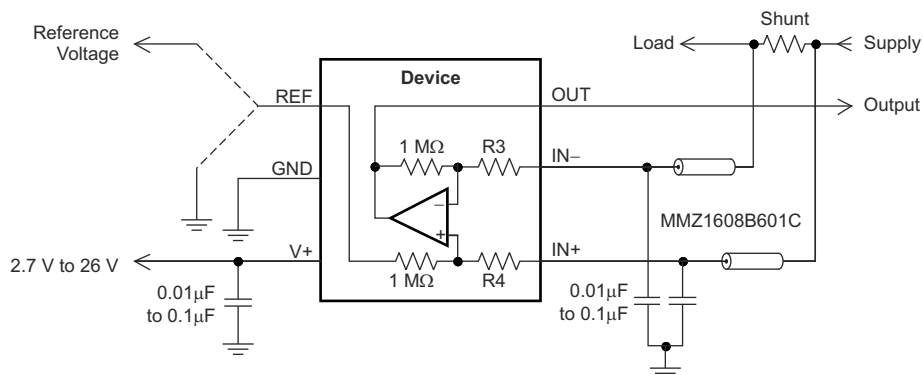 Reference
Voltage
Device
REF
GND
2.7 V to 26 V
V+
0.01μF
to 0.1μF
1 MΩ
R3
−
+
1 MΩ
R4
OUT
IN−
IN+
Load
Shunt
Supply
Output
MMZ1608B601C
0.01μF
to 0.1μF